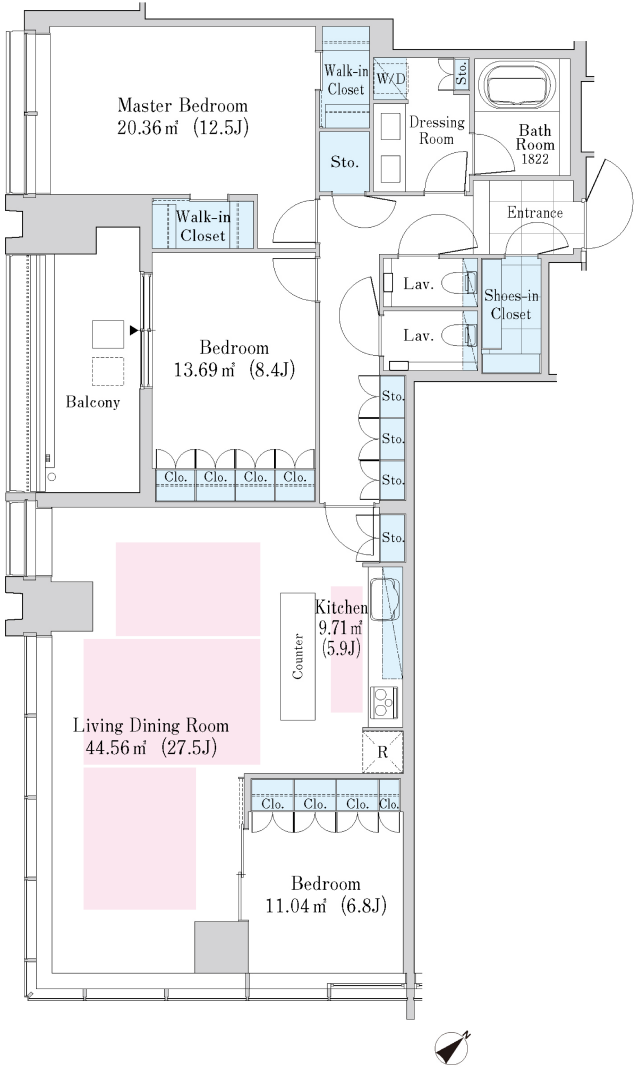 Walk-in
Closet
W/D
Sto.
Master Bedroom
20.36㎡ (12.5J)
Dressing
Room
Bath
Room
1822
Sto.
Walk-in
Closet
Entrance
Lav.
Shoes-in
Closet
Lav.
Bedroom
13.69㎡ (8.4J)
Balcony
Sto.
Sto.
Sto.
Clo.
Clo.
Clo.
Clo.
Sto.
Kitchen
9.71㎡
(5.9J)
Counter
Living Dining Room
44.56㎡ (27.5J)
R
Clo.
Clo.
Clo.
Clo.
Bedroom
11.04㎡ (6.8J)
N